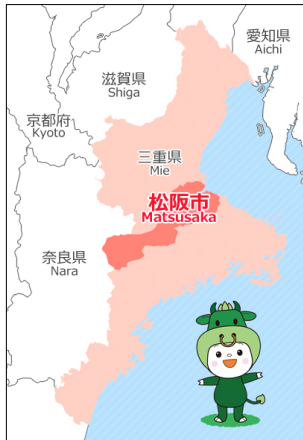 愛知県
Aichi
滋賀県
Shiga
京都府
Kyoto
三重県
Mie
松阪市
Matsusaka
奈良県
Nara